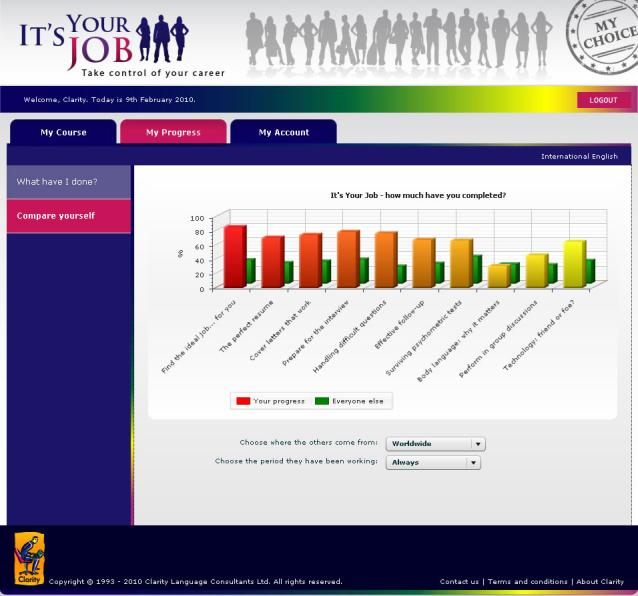 IT'S YOUR JOB
Take control of your career
MY CHOICE
Welcome, Clarity. Today is 9th February 2010.
LOGOUT
My Course
My Progress
My Account
International English
What have I done?
Compare yourself
It's Your Job - how much have you completed?
100
80
60
40
20
0
%
Find the ideal job... for you
The perfect resume
Cover letters that work
Prepare for the interview
Handling difficult questions
Effective follow-up
Surviving psychometric tests
Body language: why it matters
Perform in group discussions
Technology: friend or foe?
Your progress
Everyone else
Choose where the others come from: Worldwide
Choose the period they have been working: Always
Clarity
Copyright © 1993 - 2010 Clarity Language Consultants Ltd. All rights reserved.
Contact us | Terms and conditions | About Clarity